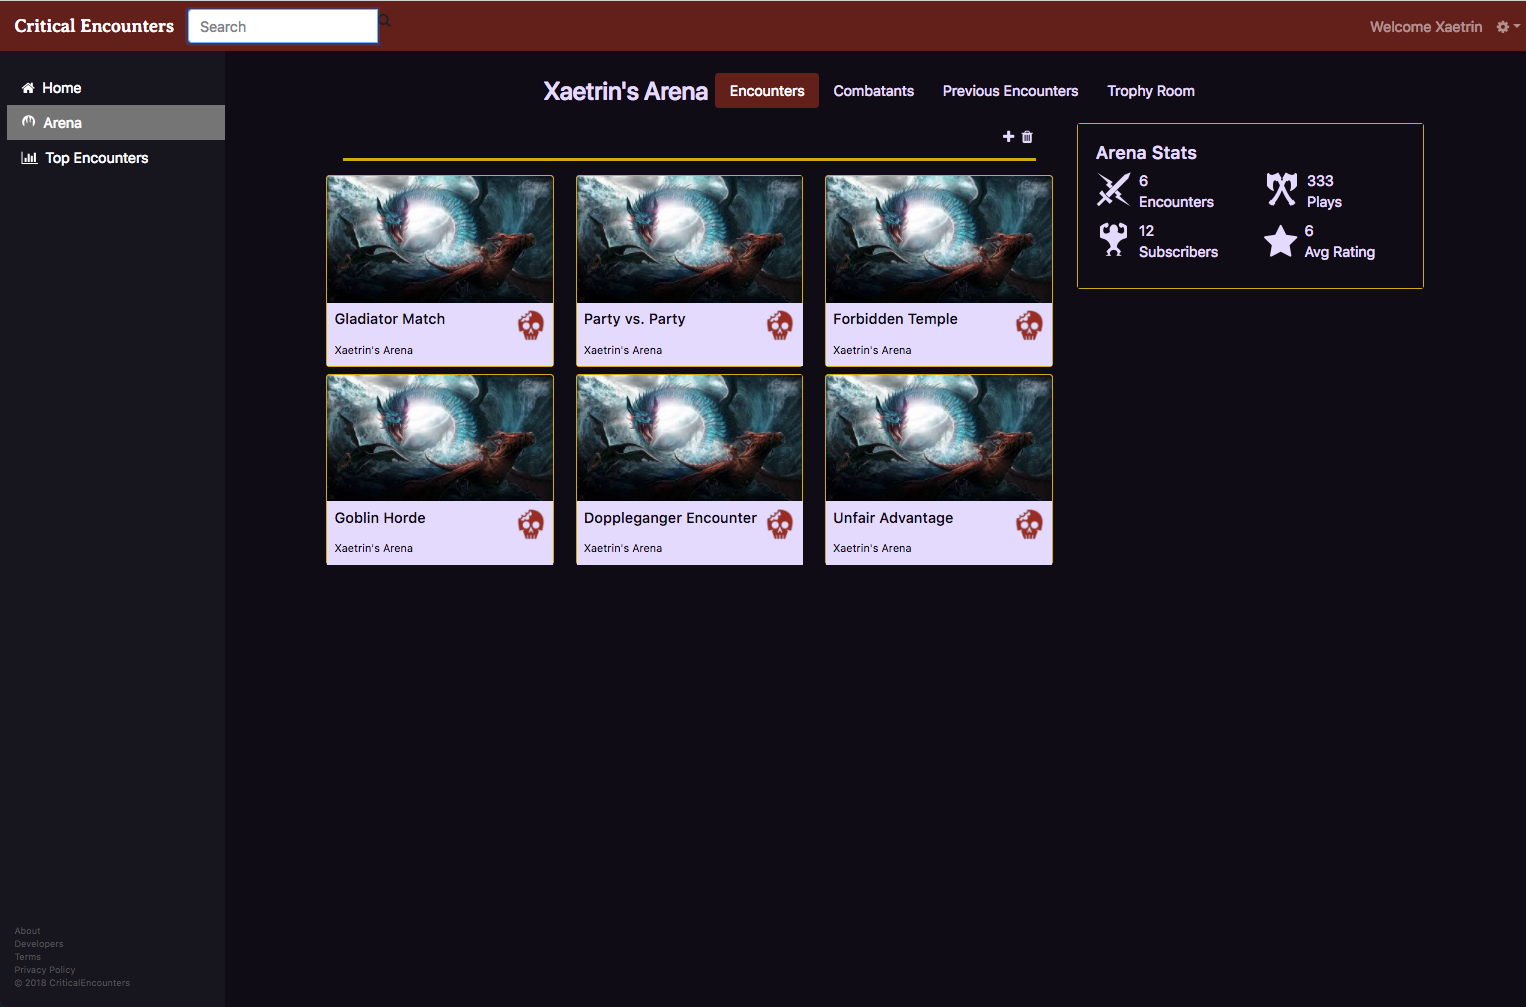 Critical Encounters
Search
Welcome Xaetrin
Home
Arena
Top Encounters
Xaetrin's Arena
Encounters
Combatants
Previous Encounters
Trophy Room
Arena Stats
6
Encounters
333
Plays
12
Subscribers
6
Avg Rating
Gladiator Match
Xaetrin's Arena
Party vs. Party
Xaetrin's Arena
Forbidden Temple
Xaetrin's Arena
Goblin Horde
Xaetrin's Arena
Doppleganger Encounter
Xaetrin's Arena
Unfair Advantage
Xaetrin's Arena
About
Developers
Terms
Privacy Policy
© 2018 CriticalEncounters